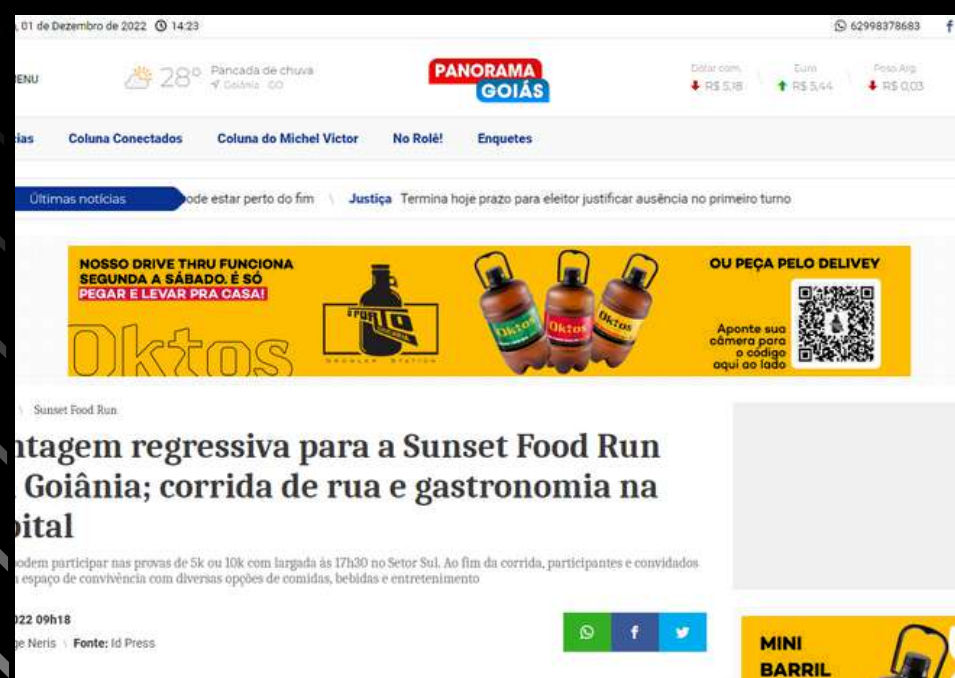 , 01 de Dezembro de 2022 14:23 62998378683 f
ENU 28º Pancada de chuva
Goiânia GO
PANORAMA
GOIÁS
Dólar com. Euro Peso Arg.
R$ 5,18 R$ 5,44 R$ 0,03
ias Coluna Conectados Coluna do Michel Victor No Rolê! Enquetes
Últimas notícias ode estar perto do fim \ Justiça Termina hoje prazo para eleitor justificar ausência no primeiro turno
NOSSO DRIVE THRU FUNCIONA
SEGUNDA A SÁBADO. É SÓ
PEGAR E LEVAR PRA CASA!
Oktos
GROWLER STATION
Oktos Oktos Oktos
OU PEÇA PELO DELIVEY
Aponte sua
câmera para
o código
aqui ao lado
\ Sunset Food Run
ntagem regressiva para a Sunset Food Run
Goiânia; corrida de rua e gastronomia na
pital
odem participar nas provas de 5k ou 10k com largada às 17h30 no Setor Sul. Ao fim da corrida, participantes e convidados
espaço de convivência com diversas opções de comidas, bebidas e entretenimento
022 09h18
ge Neris \ Fonte: Id Press
f
MINI
BARRIL